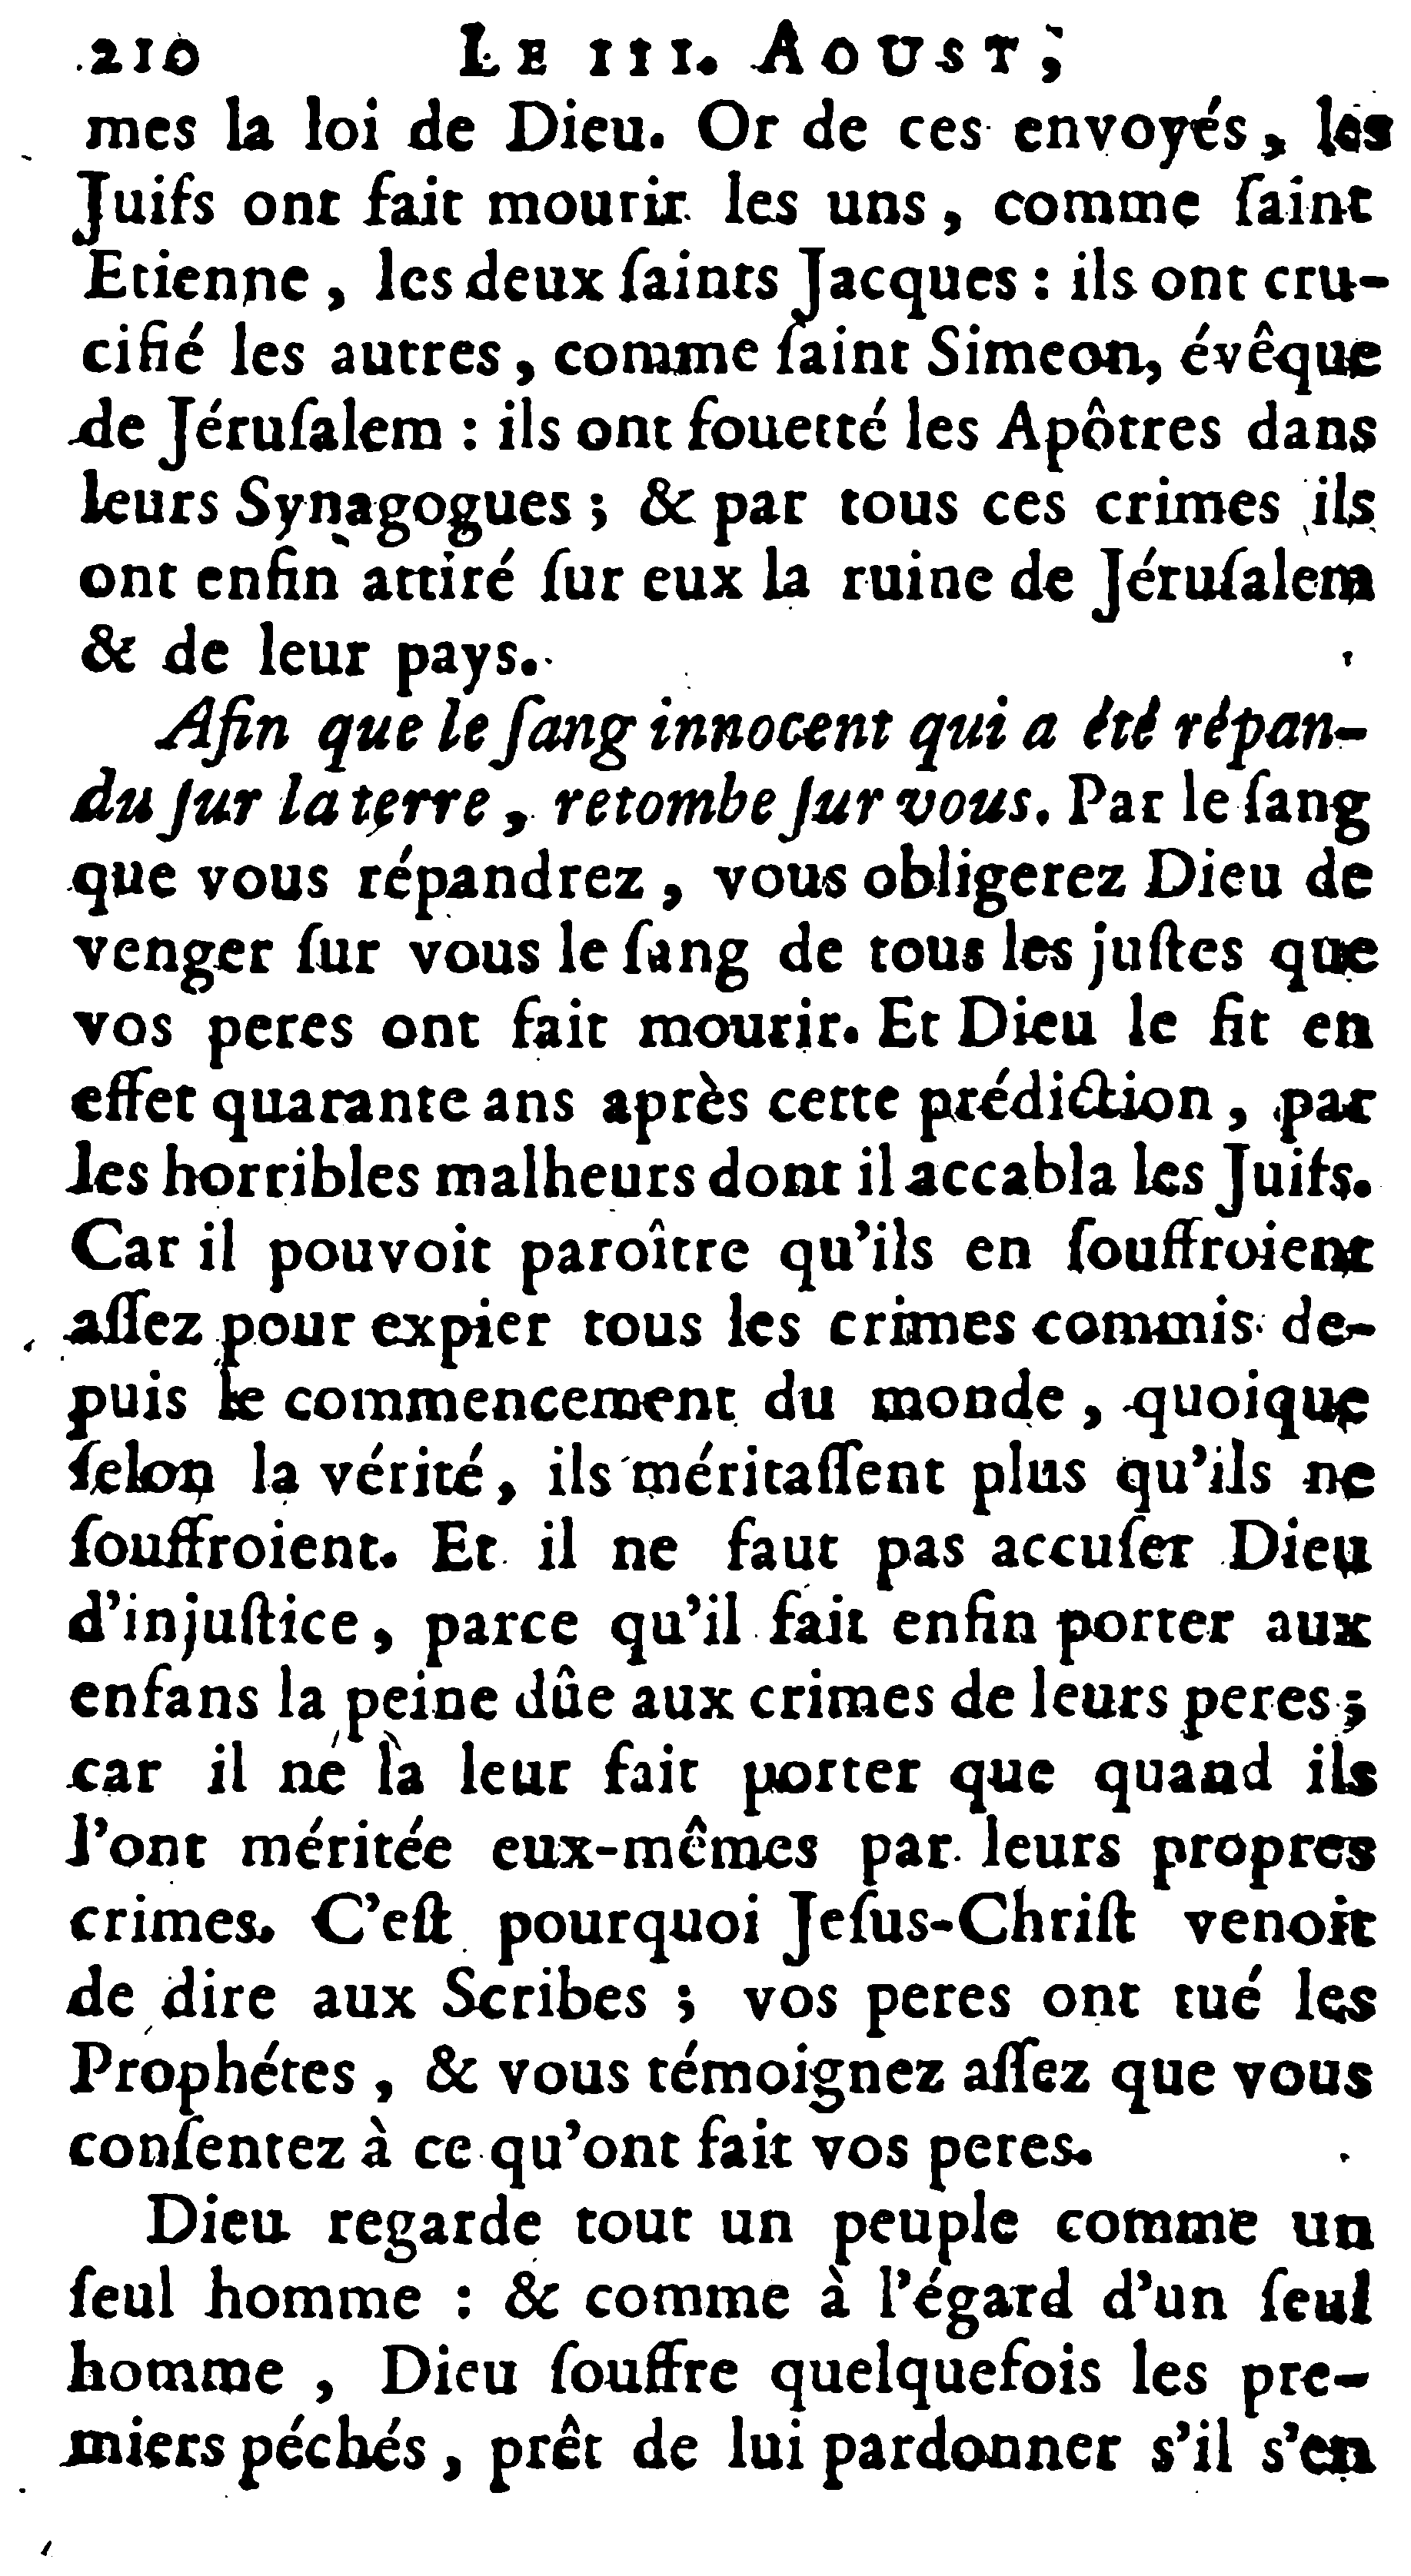 210 LE III. AOUST,
mes la loi de Dieu. Or de ces envoyés, les
Juifs ont fait mourir les uns, comme ſaint
Etienne, les deux ſaints Jacques : ils ont cru-
cifié les autres, comme ſaint Simeon, évêque
de Jéruſalem : ils ont fouetté les Apôtres dans
leurs Synagogues ; & par tous ces crimes ils
ont enfin attiré ſur eux la ruine de Jéruſalem
& de leur pays.
Afin que le ſang innocent qui a été répan-
du ſur la terre, retombe ſur vous. Par le ſang
que vous répandrez, vous obligerez Dieu de
venger ſur vous le ſang de tous les juſtes que
vos peres ont fait mourir. Et Dieu le fit en
effet quarante ans après cette prédiction, par
les horribles malheurs dont il accabla les Juifs.
Car il pouvoit paroître qu'ils en ſouffroient
aſſez pour expier tous les crimes commis de-
puis le commencement du monde, quoique
ſelon la vérité, ils méritaſſent plus qu'ils ne
ſouffroient. Et il ne faut pas accuſer Dieu
d'injuſtice, parce qu'il fait enfin porter aux
enfans la peine dûe aux crimes de leurs peres ;
car il ne la leur fait porter que quand ils
l'ont méritée eux-mêmes par leurs propres
crimes. C'eſt pourquoi Jeſus-Chriſt venoit
de dire aux Scribes ; vos peres ont tué les
Prophétes, & vous témoignez aſſez que vous
conſentez à ce qu'ont fait vos peres.
Dieu regarde tout un peuple comme un
ſeul homme : & comme à l'égard d'un ſeul
homme, Dieu ſouffre quelquefois les pre-
miers péchés, prêt de lui pardonner s'il s'en